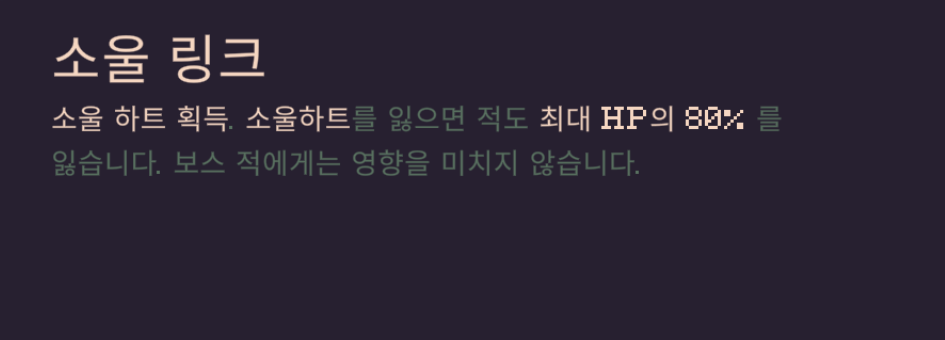 소울 링크
소울 하트 획득. 소울하트를 잃으면 적도 최대 HP의 80% 를
잃습니다. 보스 적에게는 영향을 미치지 않습니다.